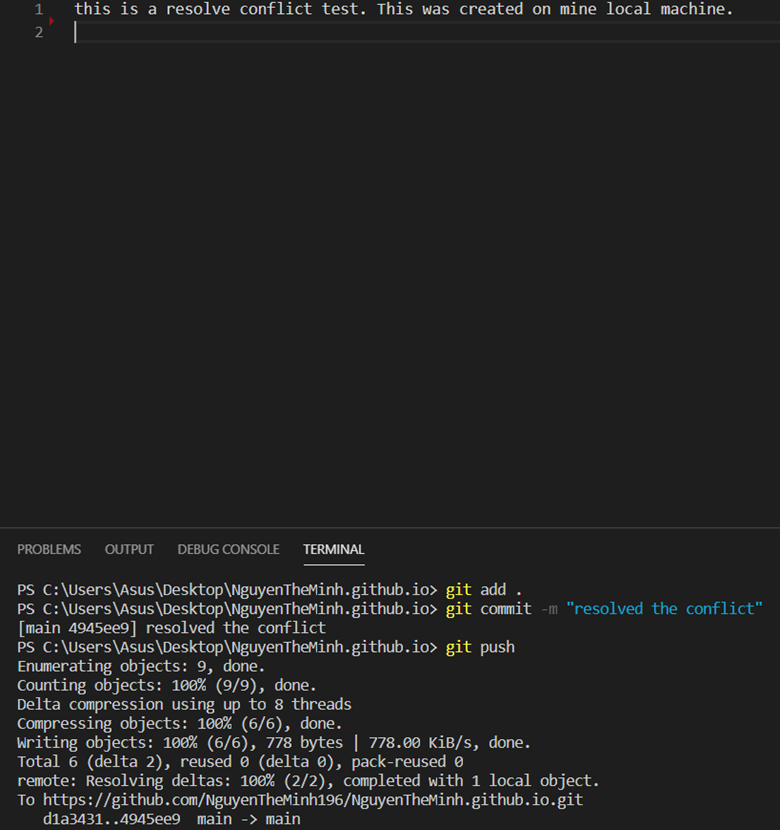 1 this is a resolve conflict test. This was created on mine local machine.
2
PROBLEMS OUTPUT DEBUG CONSOLE TERMINAL
PS C:\Users\Asus\Desktop\NguyenTheMinh.github.io> git add .
PS C:\Users\Asus\Desktop\NguyenTheMinh.github.io> git commit -m "resolved the conflict"
[main 4945ee9] resolved the conflict
PS C:\Users\Asus\Desktop\NguyenTheMinh.github.io> git push
Enumerating objects: 9, done.
Counting objects: 100% (9/9), done.
Delta compression using up to 8 threads
Compressing objects: 100% (6/6), done.
Writing objects: 100% (6/6), 778 bytes | 778.00 KiB/s, done.
Total 6 (delta 2), reused 0 (delta 0), pack-reused 0
remote: Resolving deltas: 100% (2/2), completed with 1 local object.
To https://github.com/NguyenTheMinh196/NguyenTheMinh.github.io.git
d1a3431..4945ee9 main -> main